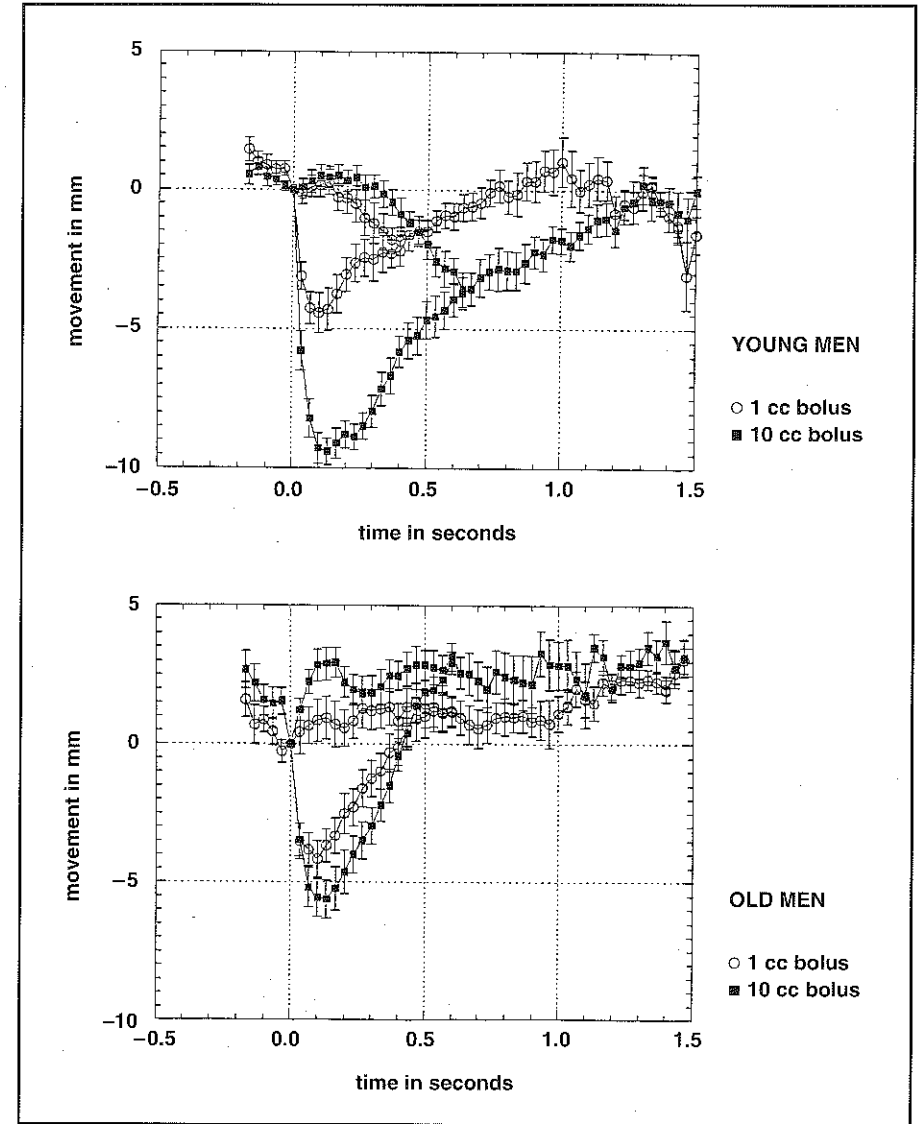 5
0
−5
−10
movement in mm
−0.5 0.0 0.5 1.0 1.5
time in seconds
YOUNG MEN
1 cc bolus
10 cc bolus
5
0
−5
−10
movement in mm
−0.5 0.0 0.5 1.0 1.5
time in seconds
OLD MEN
1 cc bolus
10 cc bolus